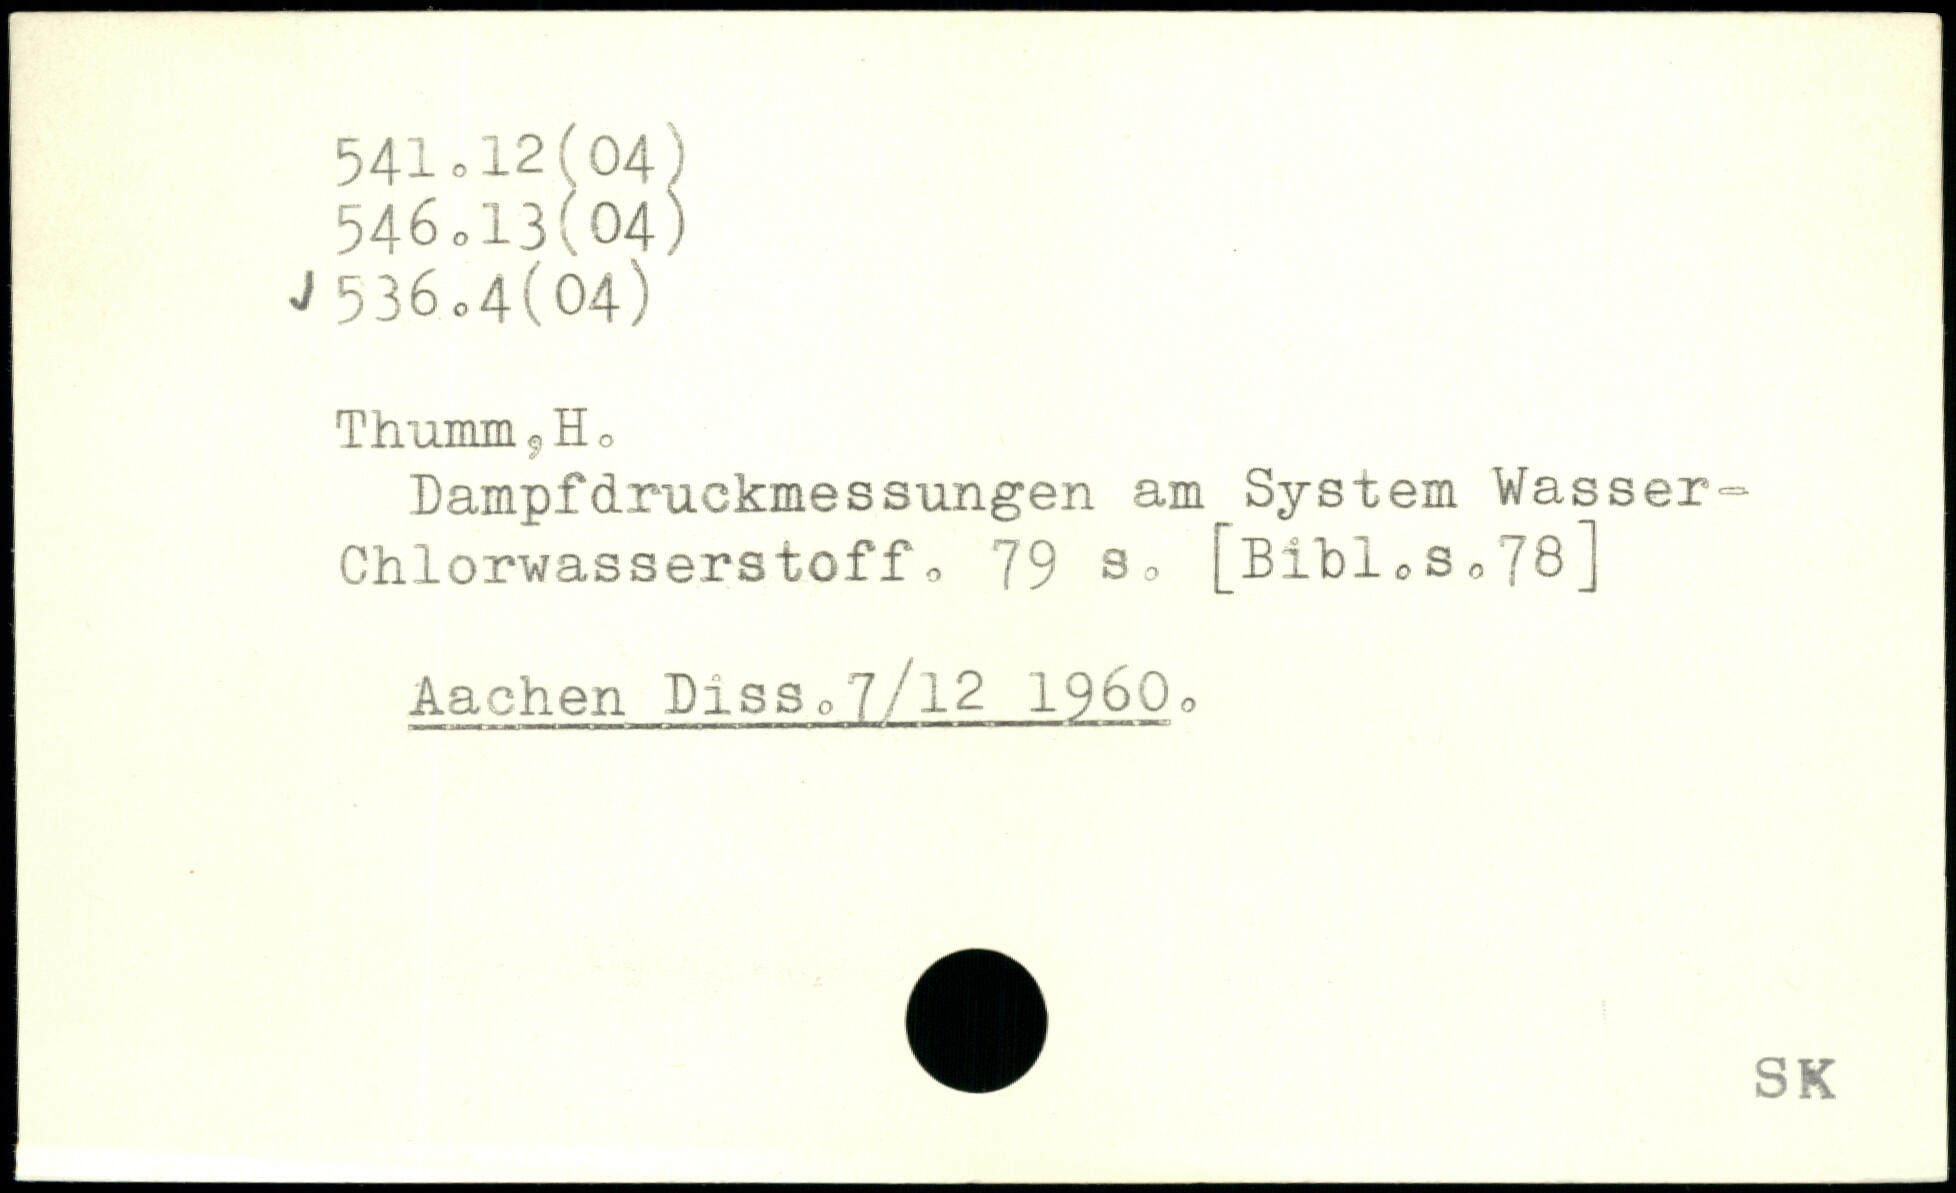 541.12(04)
546.13(04)
✓536.4(04)
Thumm,H.
Dampfdruckmessungen am System Wasser-
Chlorwasserstoff. 79 s. [Bibl.s.78]
Aachen Diss.7/12 1960.
SK